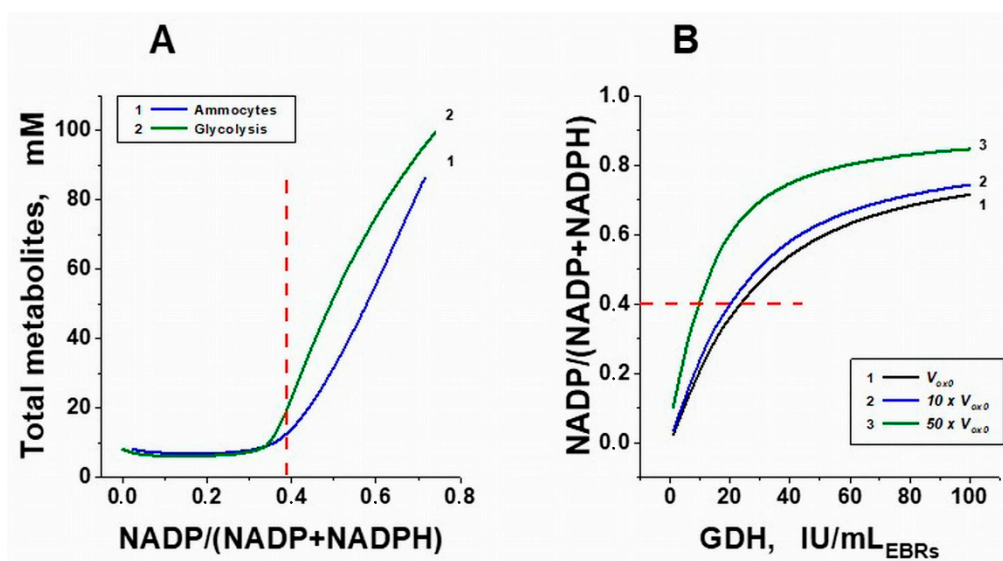 A
Total metabolites, mM
100
80
60
40
20
0
1 Ammocytes
2 Glycolysis
2
1
0.0 0.2 0.4 0.6 0.8
NADP/(NADP+NADPH)
B
NADP/(NADP+NADPH)
1.0
0.8
0.6
0.4
0.2
0.0
3
2
1
1 Vox0
2 10 x Vox0
3 50 x Vox0
0 20 40 60 80 100
GDH, IU/mLEBRs